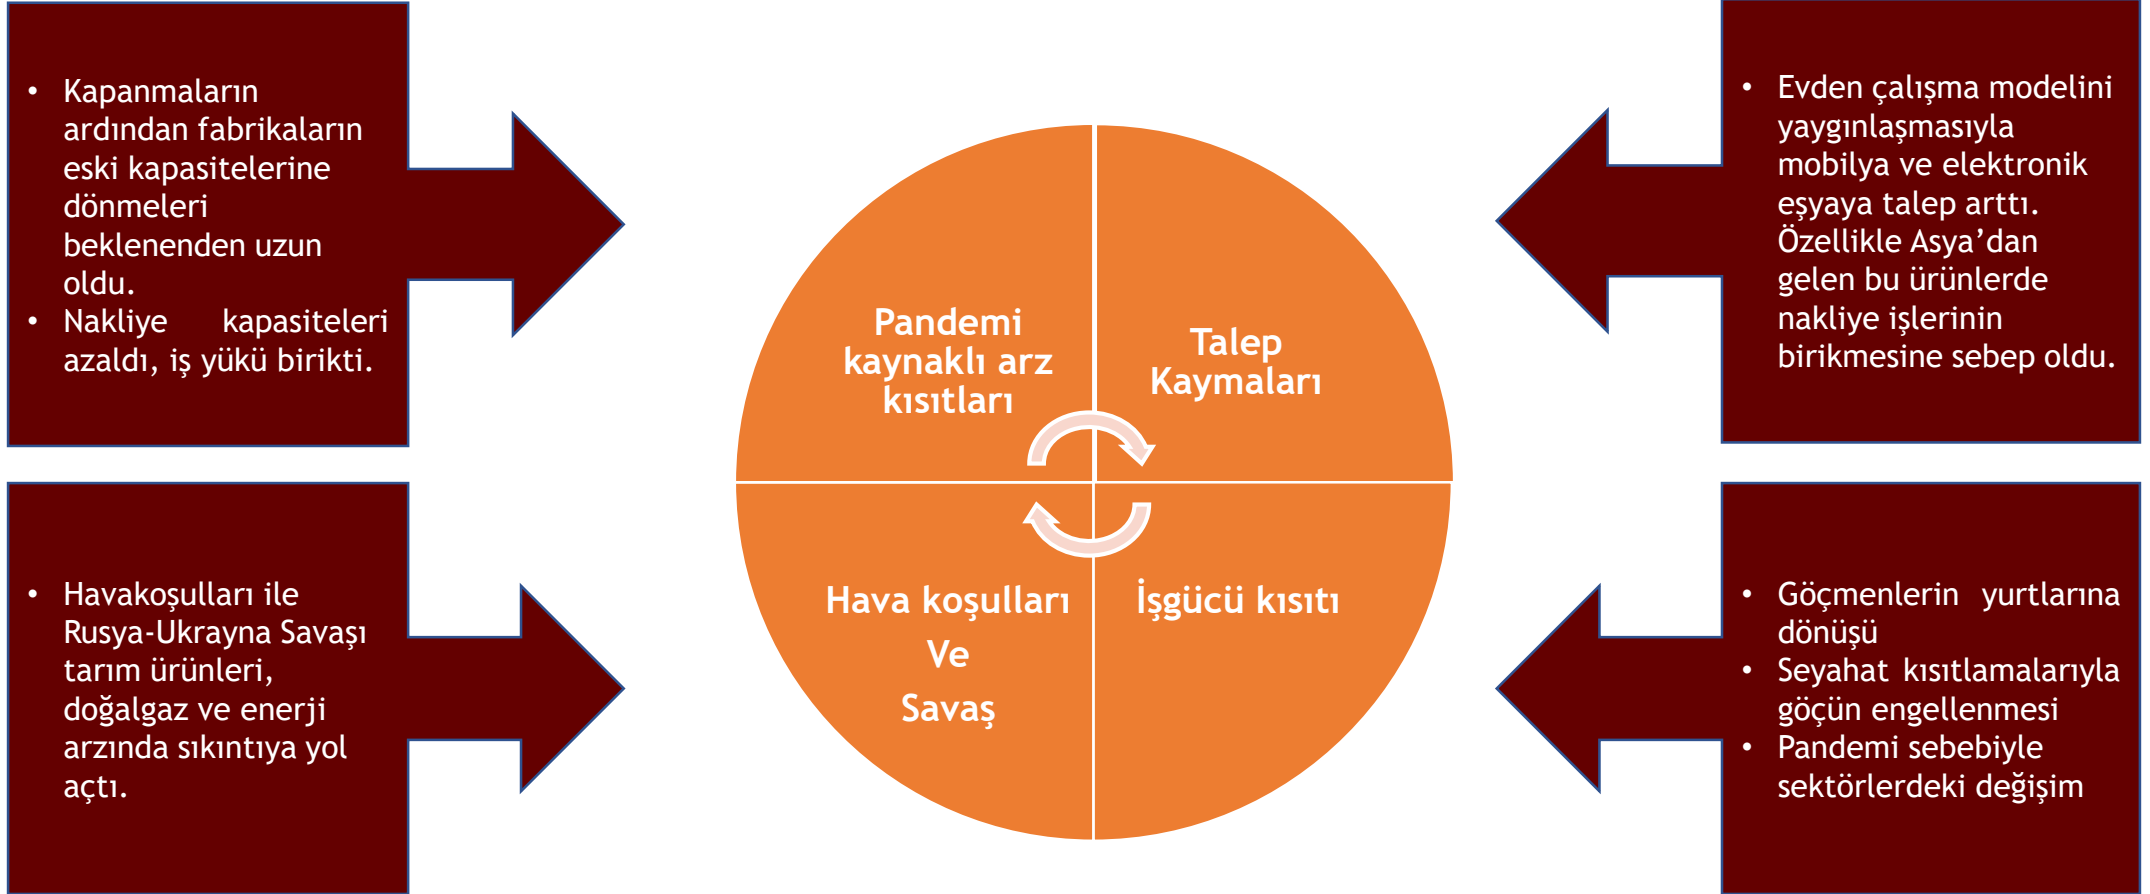 • Kapanmaların
ardından fabrikaların
eski kapasitelerine
dönmeleri
beklenenden uzun
oldu.
• Nakliye kapasiteleri
azaldı, iş yükü birikti.
Pandemi
kaynaklı arz
kısıtları
Talep
Kaymaları
• Evden çalışma modelini
yaygınlaşmasıyla
mobilya ve elektronik
eşyaya talep arttı.
Özellikle Asya’dan
gelen bu ürünlerde
nakliye işlerinin
birikmesine sebep oldu.
• Havakoşulları ile
Rusya-Ukrayna Savaşı
tarım ürünleri,
doğalgaz ve enerji
arzında sıkıntıya yol
açtı.
Hava koşulları
Ve
Savaş
İşgücü kısıtı
• Göçmenlerin yurtlarına
dönüşü
• Seyahat kısıtlamalarıyla
göçün engellenmesi
• Pandemi sebebiyle
sektörlerdeki değişim